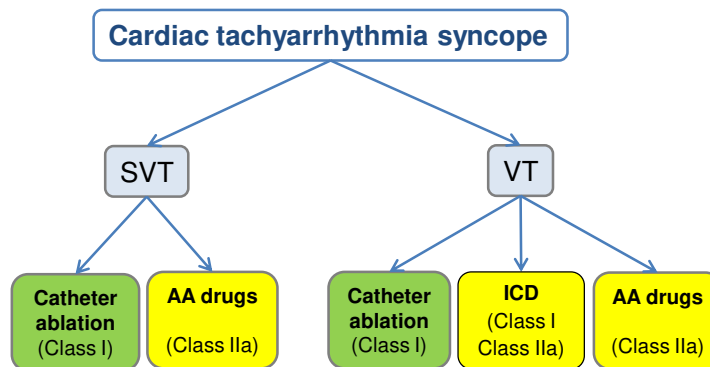 Cardiac tachyarrhythmia syncope
SVT
VT
Catheter
ablation
(Class I)
AA drugs
(Class IIa)
Catheter
ablation
(Class I)
ICD
(Class I
Class IIa)
AA drugs
(Class IIa)